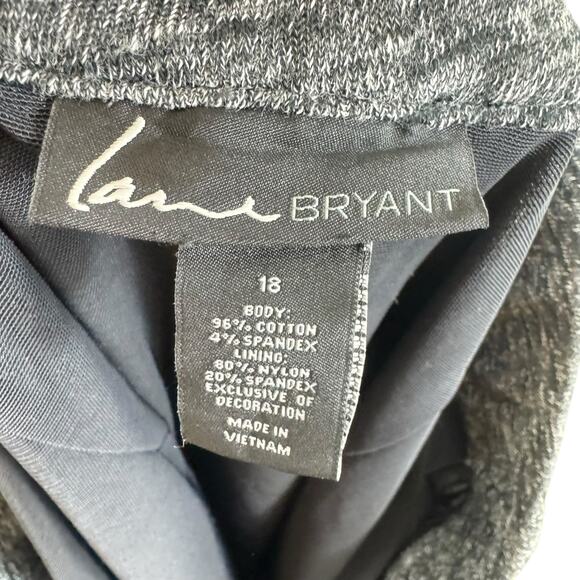 Lane BRYANT
18
BODY:
96% COTTON
4% SPANDEX
LINING:
80% NYLON
20% SPANDEX
EXCLUSIVE OF
DECORATION
MADE IN
VIETNAM